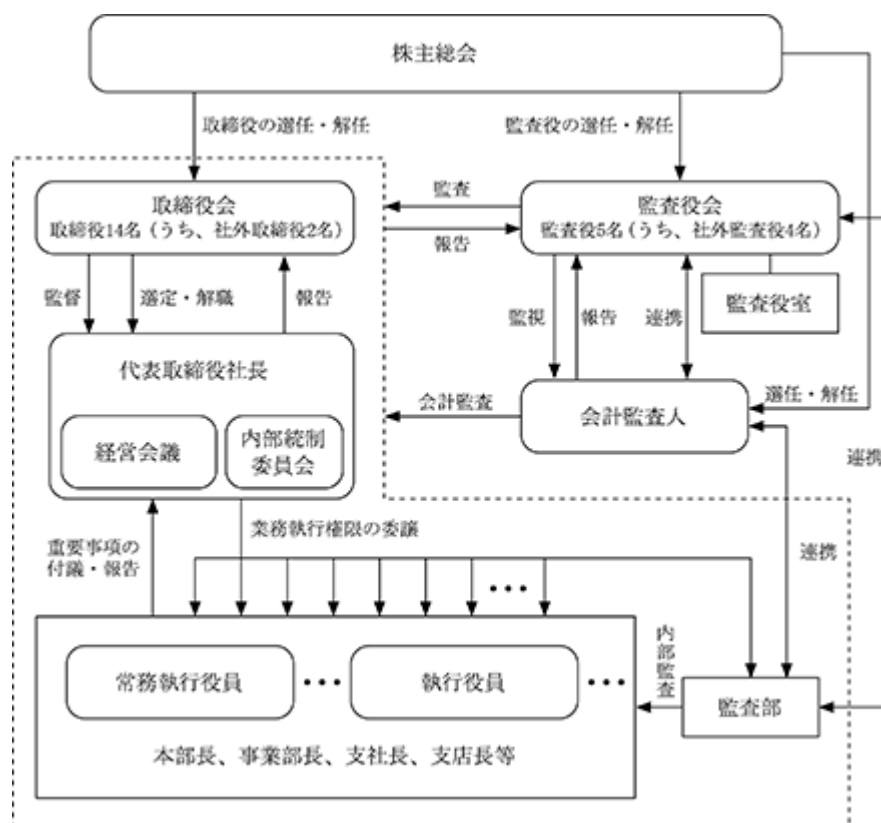 株主総会
取締役の選任・解任
監査役の選任・解任
取締役会
取締役14名（うち、社外取締役2名）
監査
報告
監査役会
監査役5名（うち、社外監査役4名）
監査役室
監督
選定・解職
報告
監視
報告
連携
代表取締役社長
経営会議
内部統制
委員会
会計監査
会計監査人
選任・解任
連携
重要事項の
付議・報告
業務執行権限の委譲
連携
•••
常務執行役員
•••
執行役員
•••
内部監査
監査部
本部長、事業部長、支社長、支店長等